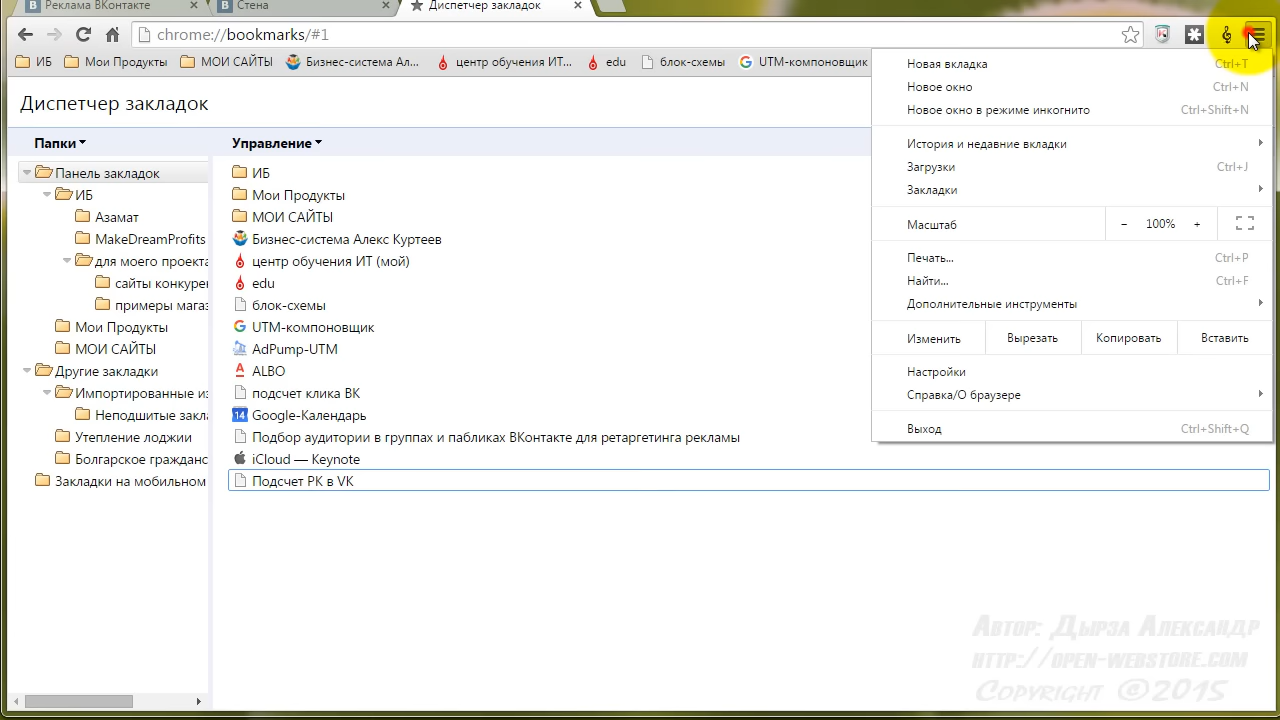 Реклама ВКонтакте
Стена
Диспетчер закладок
chrome://bookmarks/#1
ИБ
Мои Продукты
МОИ САЙТЫ
Бизнес-система Ал...
центр обучения ИТ...
edu
блок-схемы
UTM-компоновщик
Диспетчер закладок
Папки
Управление
Панель закладок
ИБ
Азамат
MakeDreamProfits
для моего проекта
сайты конкурен
примеры магаз
Мои Продукты
МОИ САЙТЫ
Другие закладки
Импортированные из
Неподшитые закла
Утепление лоджии
Болгарское гражданс
Закладки на мобильном
ИБ
Мои Продукты
МОИ САЙТЫ
Бизнес-система Алекс Куртеев
центр обучения ИТ (мой)
edu
блок-схемы
UTM-компоновщик
AdPump-UTM
ALBO
подсчет клика ВК
14 Google-Календарь
Подбор аудитории в группах и пабликах ВКонтакте для ретаргетинга рекламы
iCloud — Keynote
Подсчет РК в VK
Новая вкладка Ctrl+T
Новое окно Ctrl+N
Новое окно в режиме инкогнито Ctrl+Shift+N
История и недавние вкладки
Загрузки Ctrl+J
Закладки
Масштаб − 100% +
Печать... Ctrl+P
Найти... Ctrl+F
Дополнительные инструменты
Изменить Вырезать Копировать Вставить
Настройки
Справка/О браузере
Выход Ctrl+Shift+Q
Автор: Дырза Александр
http://open-webstore.com
Copyright ©2015